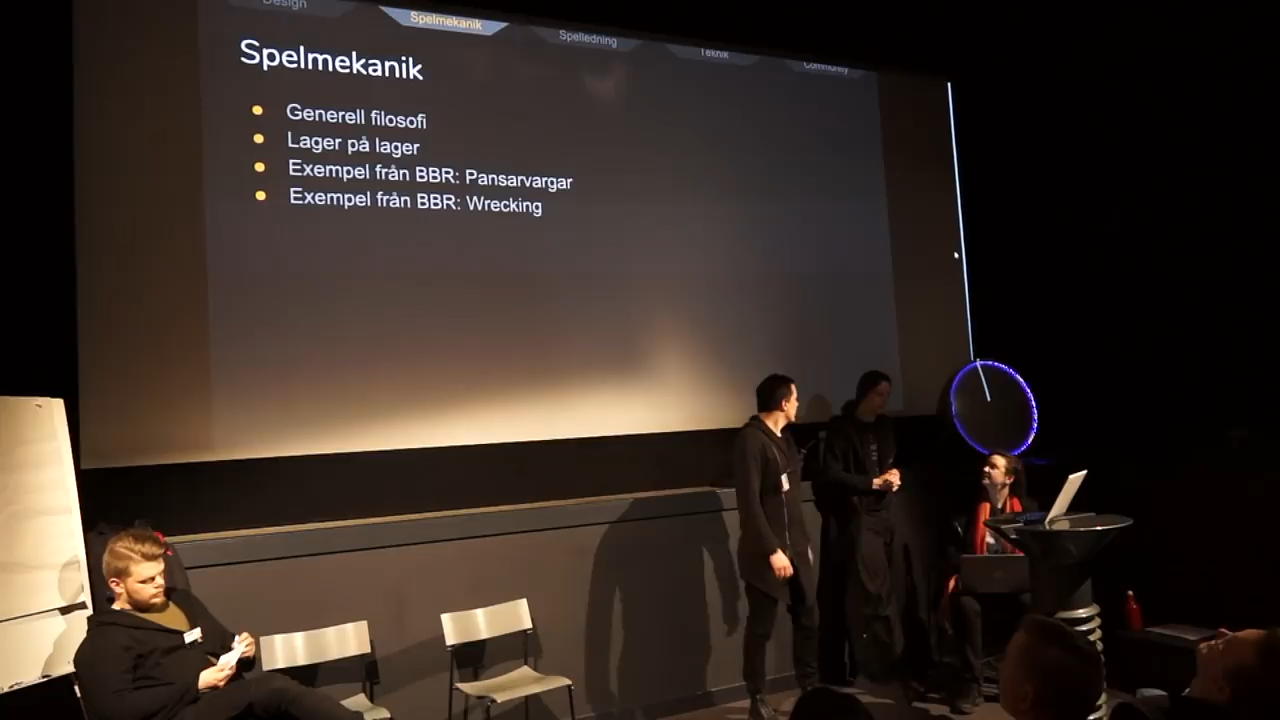 Design
Spelmekanik
Spelledning
Teknik
Community
Spelmekanik
Generell filosofi
Lager på lager
Exempel från BBR: Pansarvargar
Exempel från BBR: Wrecking